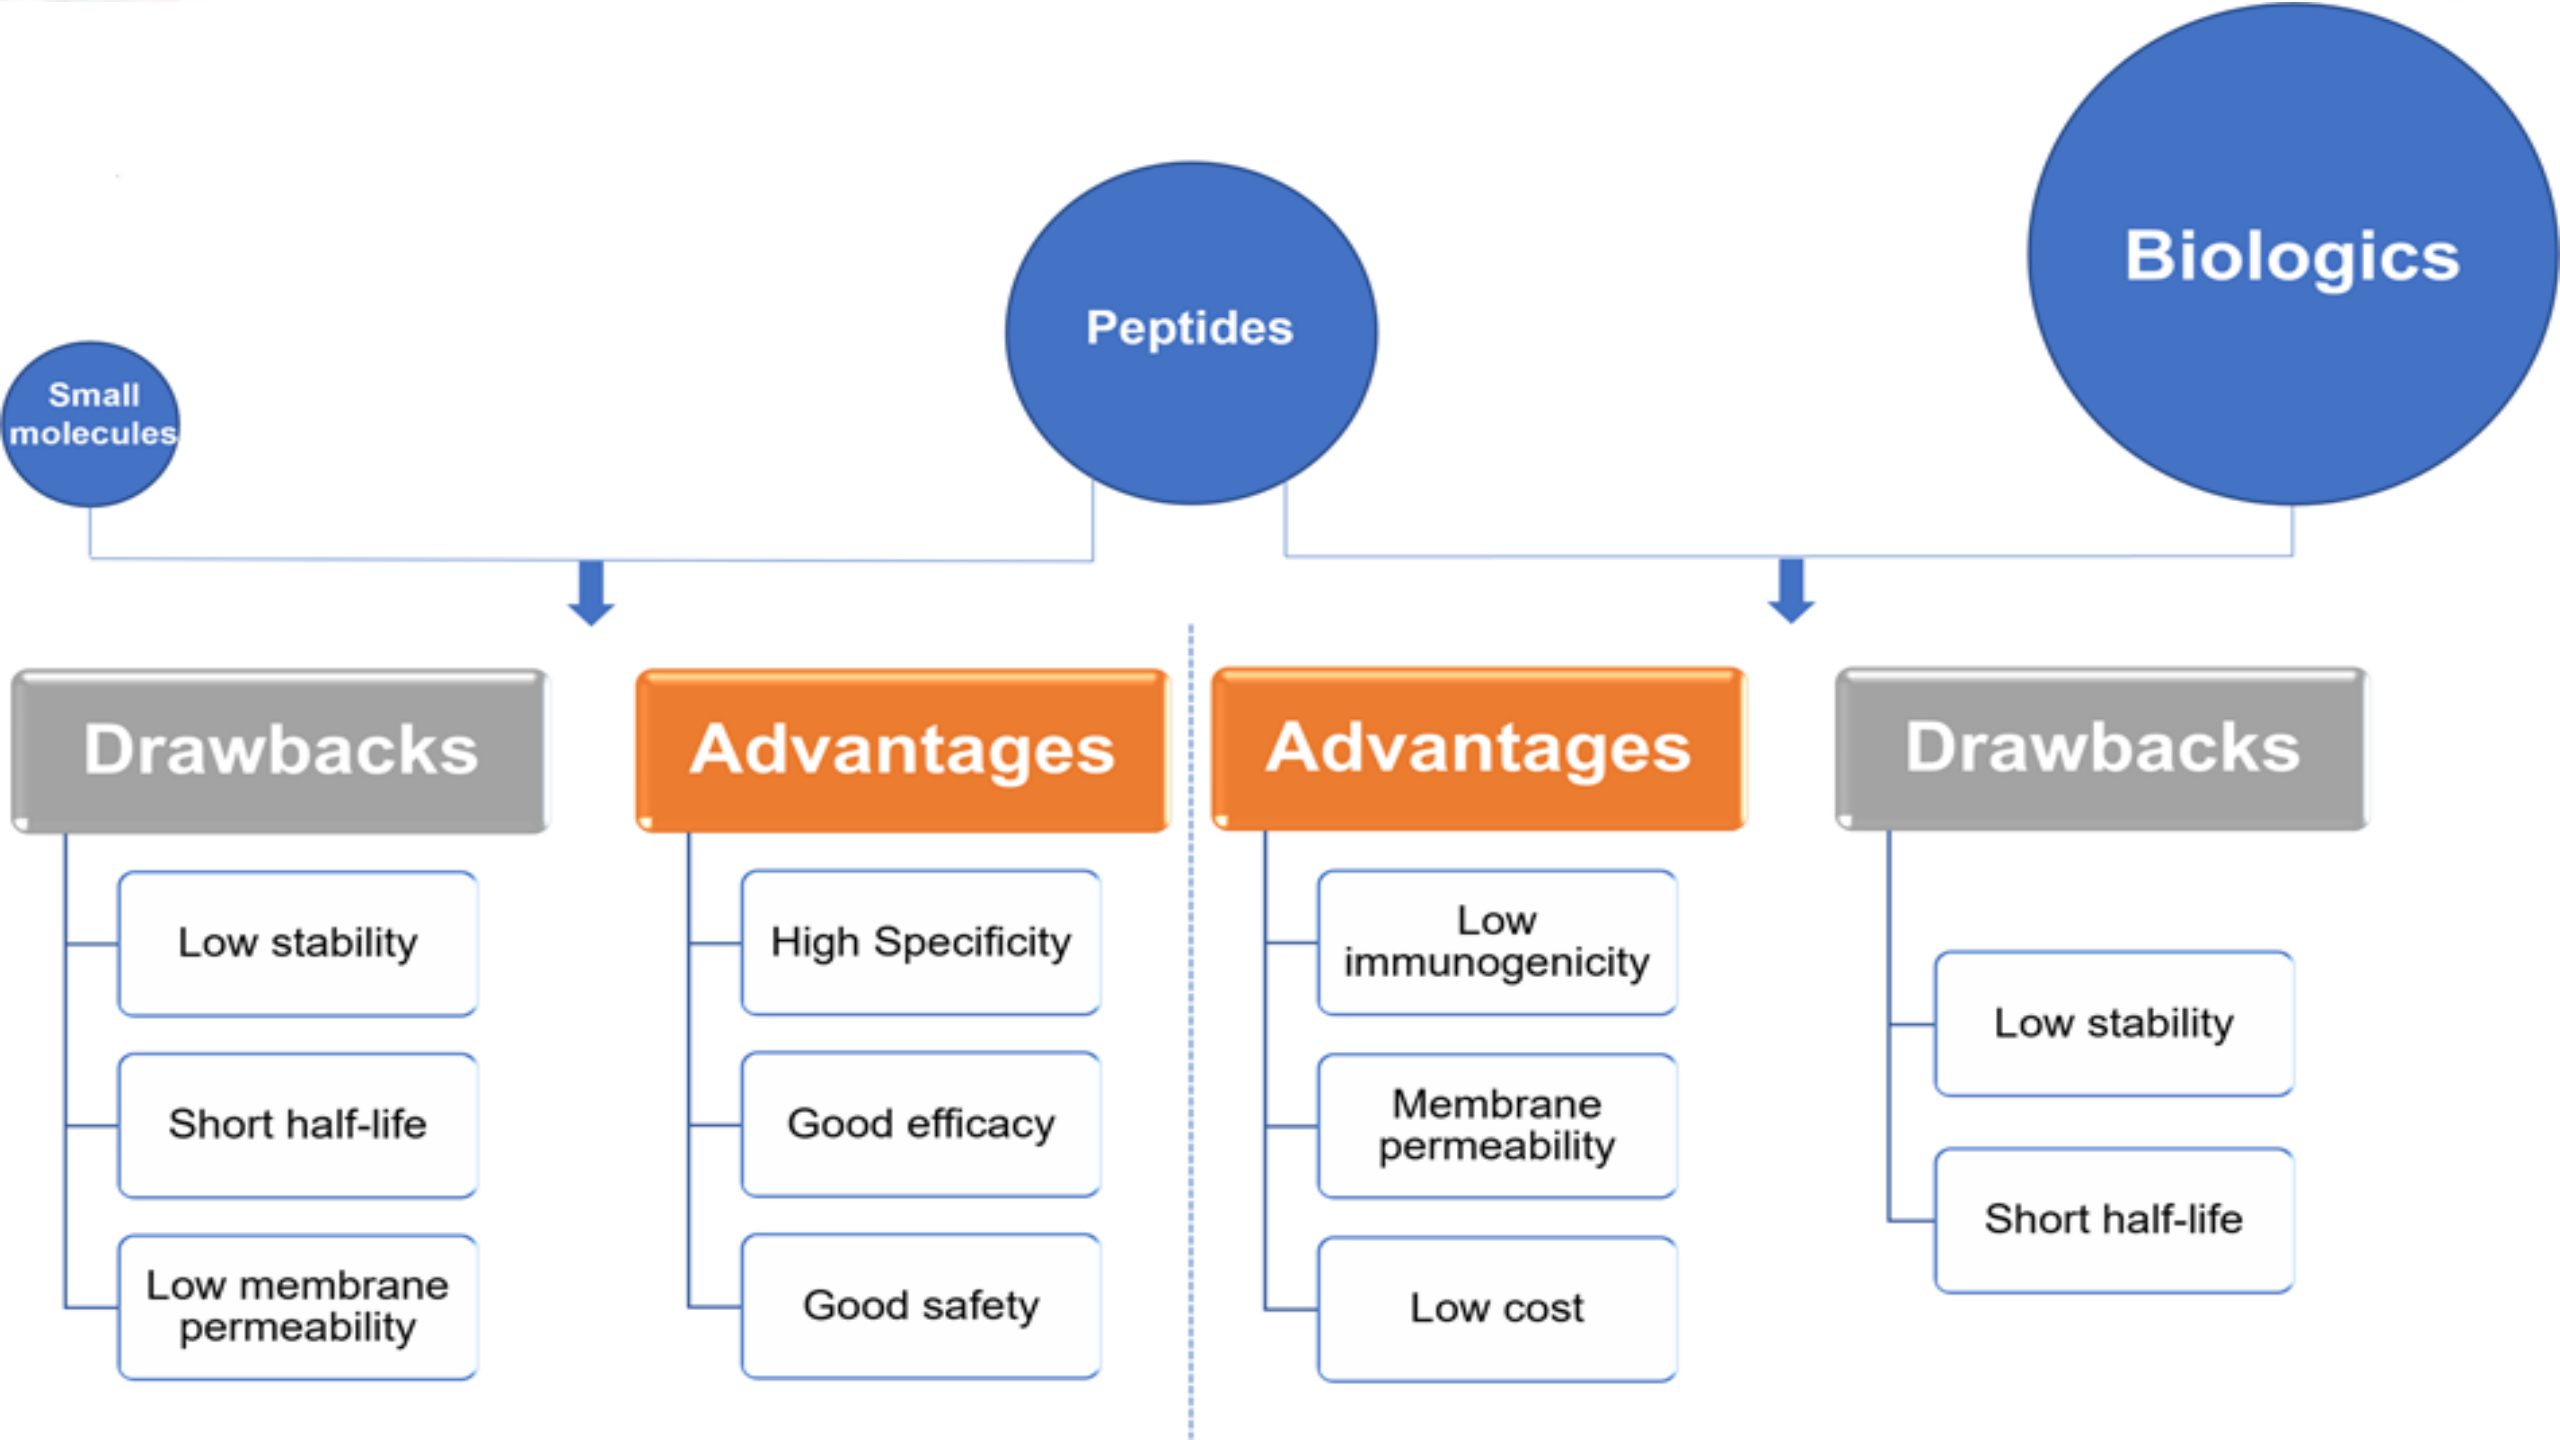 Biologics
Peptides
Small
molecules
Drawbacks
Advantages
Advantages
Drawbacks
Low stability
Short half-life
Low membrane
permeability
High Specificity
Good efficacy
Good safety
Low
immunogenicity
Membrane
permeability
Low cost
Low stability
Short half-life